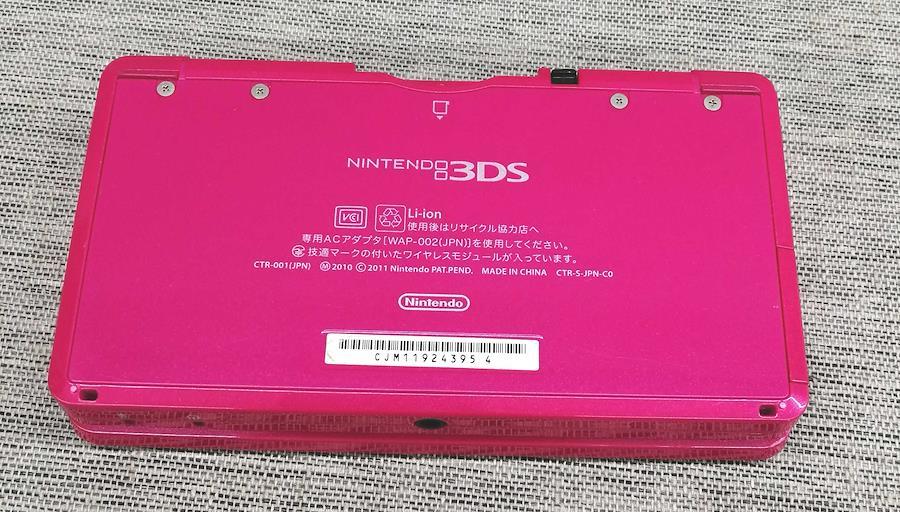 NINTENDO3DS
VCCI
Li-ion
使用後はリサイクル協力店へ
専用ACアダプタ[WAP-002(JPN)]を使用してください。
技適マークの付いたワイヤレスモジュールが入っています。
CTR-001(JPN) Ⓜ2010 ©2011 Nintendo PAT.PEND. MADE IN CHINA CTR-S-JPN-C0
Nintendo
CJM11924395 4